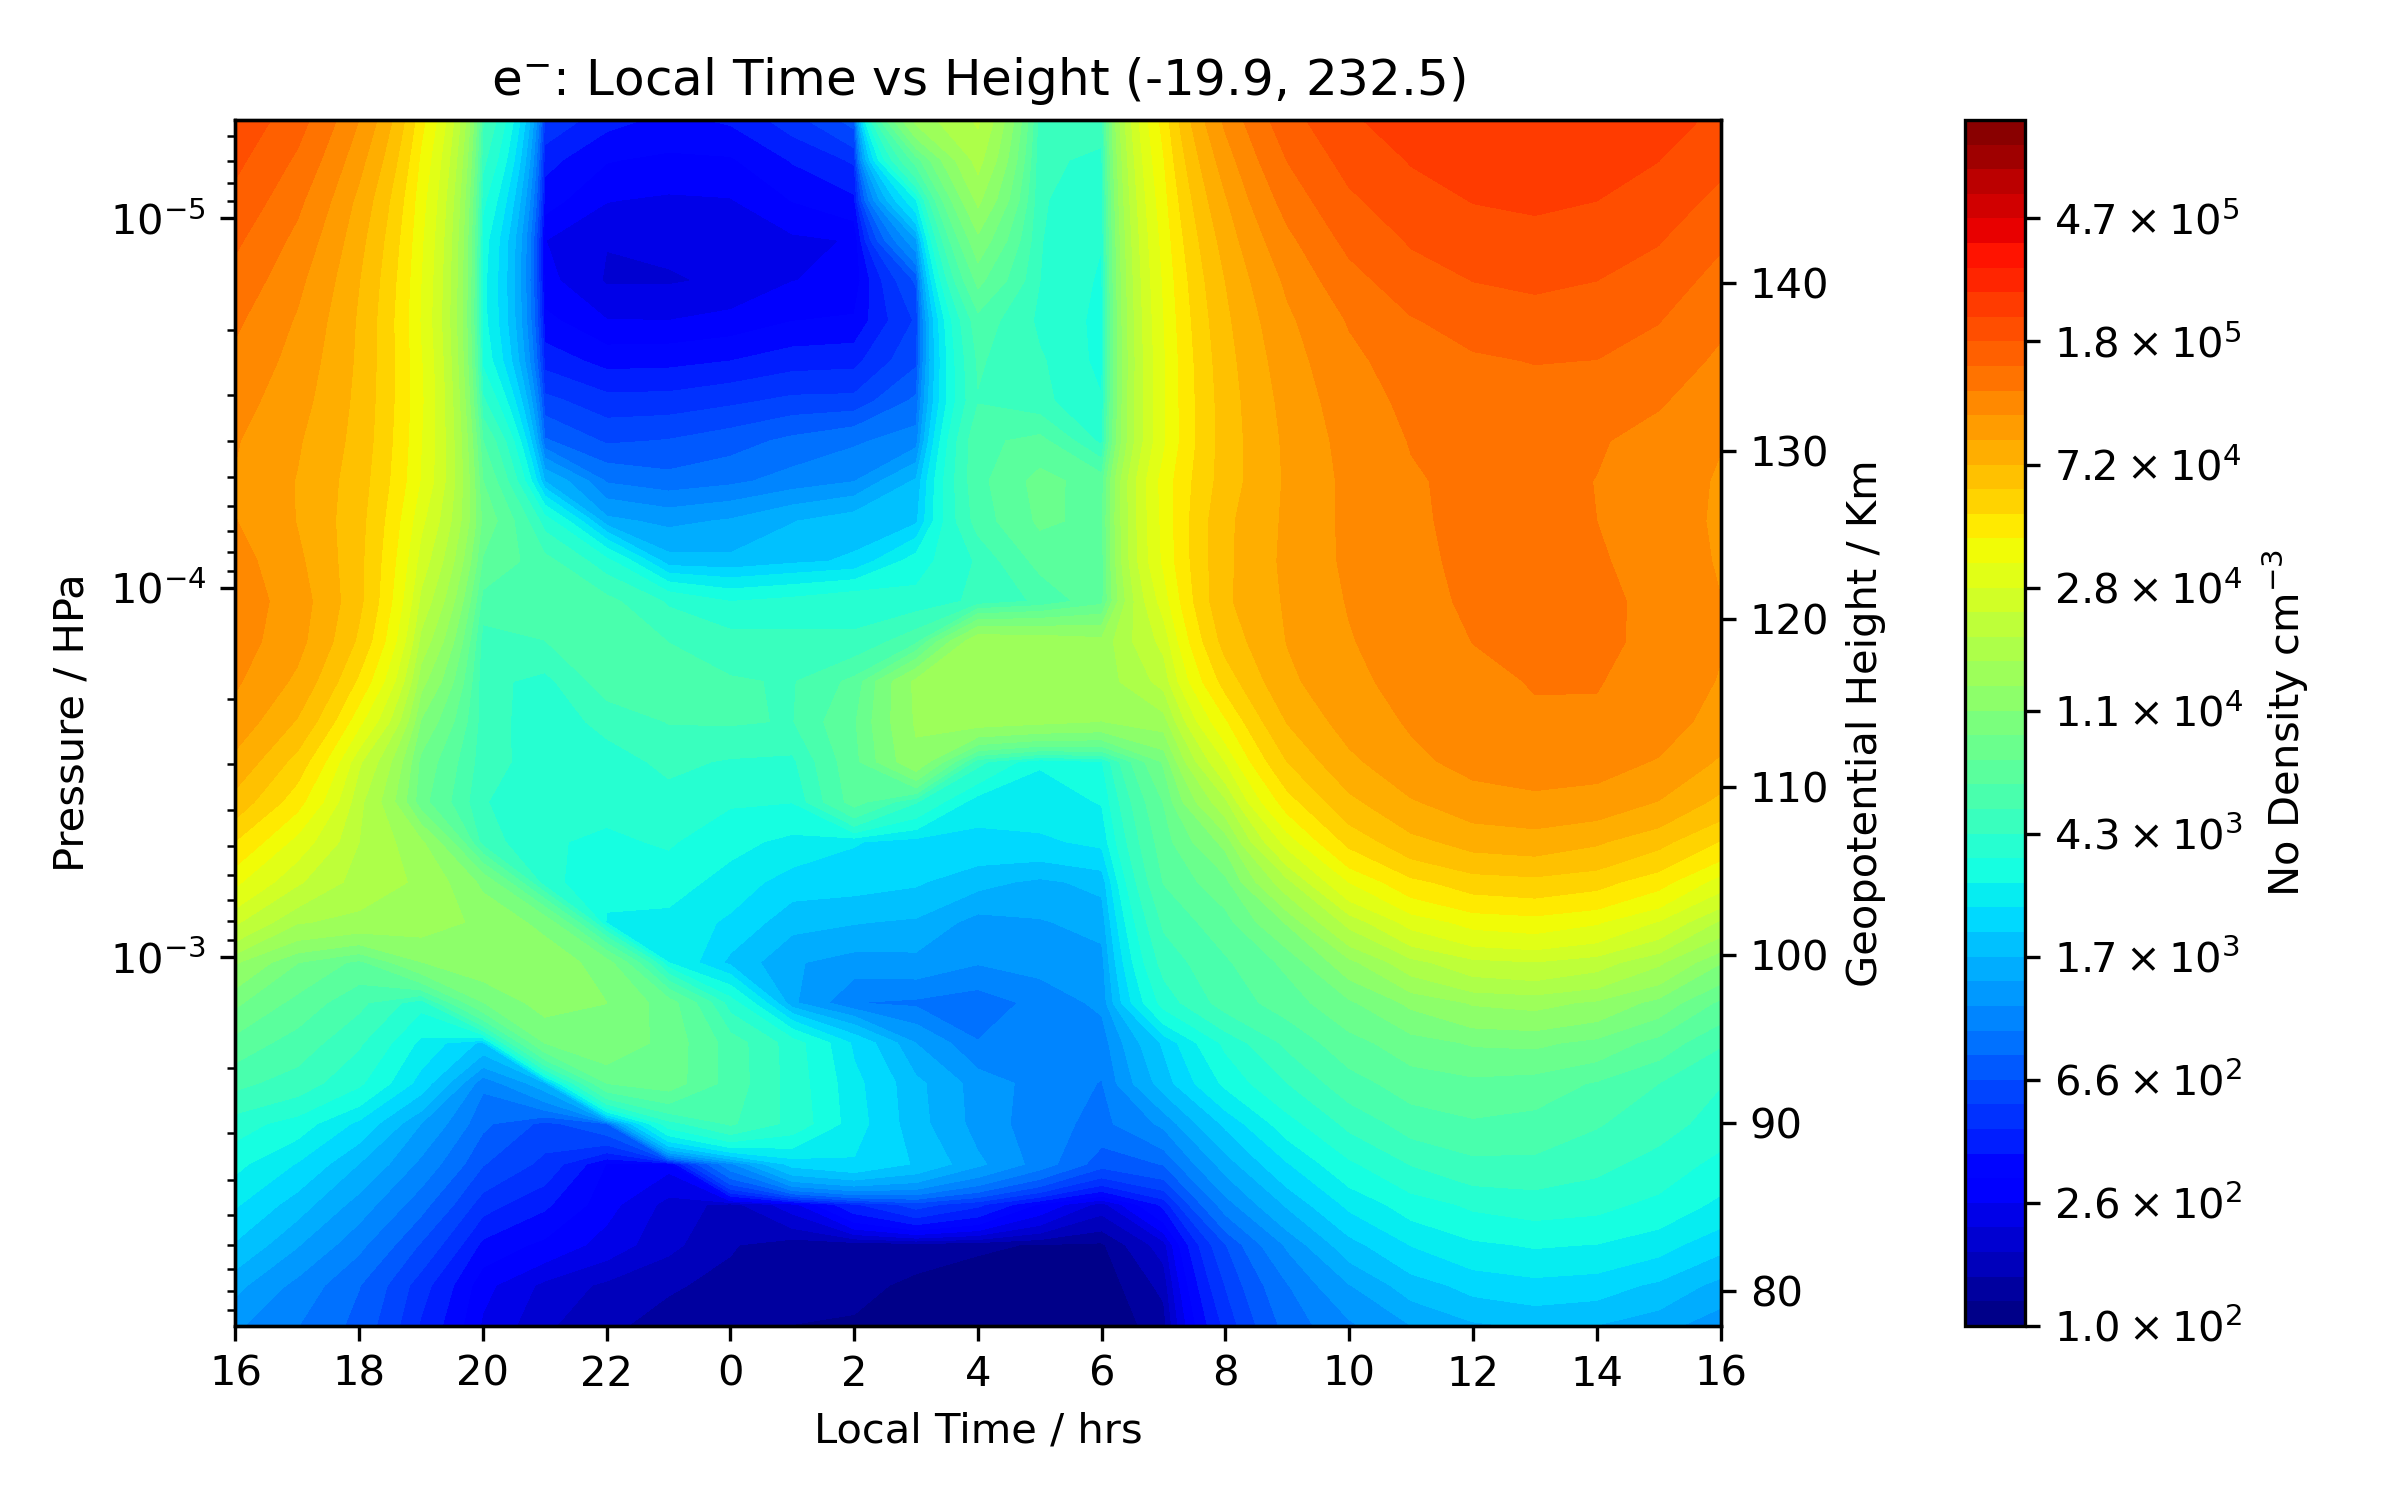 e⁻: Local Time vs Height (-19.9, 232.5)
Pressure / HPa
10⁻⁵
10⁻⁴
10⁻³
16 18 20 22 0 2 4 6 8 10 12 14 16
Local Time / hrs
140
130
120
110
100
90
80
Geopotential Height / Km
4.7 × 10⁵
1.8 × 10⁵
7.2 × 10⁴
2.8 × 10⁴
1.1 × 10⁴
4.3 × 10³
1.7 × 10³
6.6 × 10²
2.6 × 10²
1.0 × 10²
No Density cm⁻³